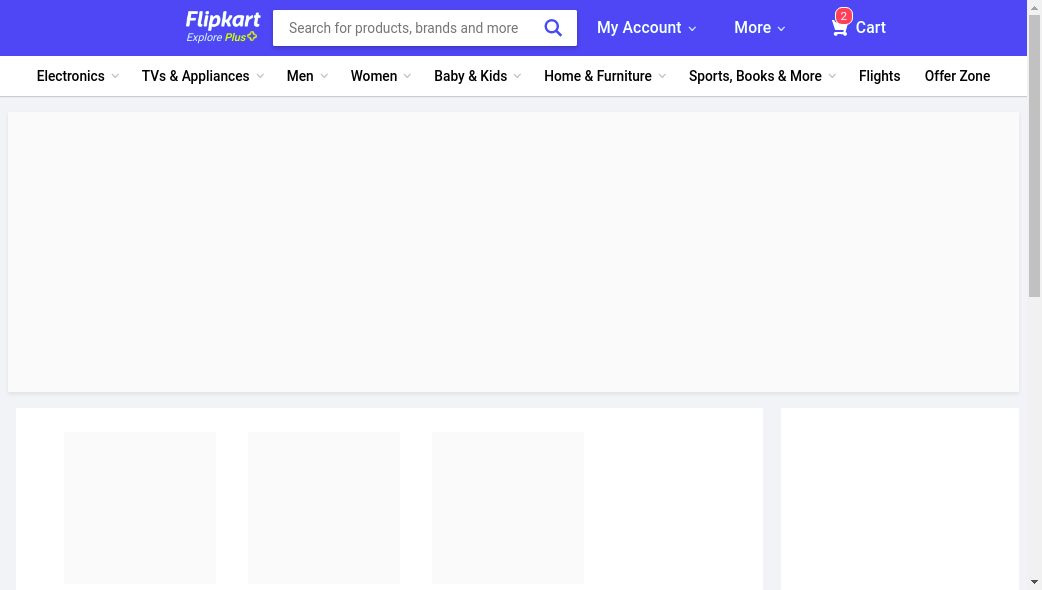 Flipkart
Explore Plus
Search for products, brands and more
My Account
More
2
Cart
Electronics
TVs & Appliances
Men
Women
Baby & Kids
Home & Furniture
Sports, Books & More
Flights
Offer Zone